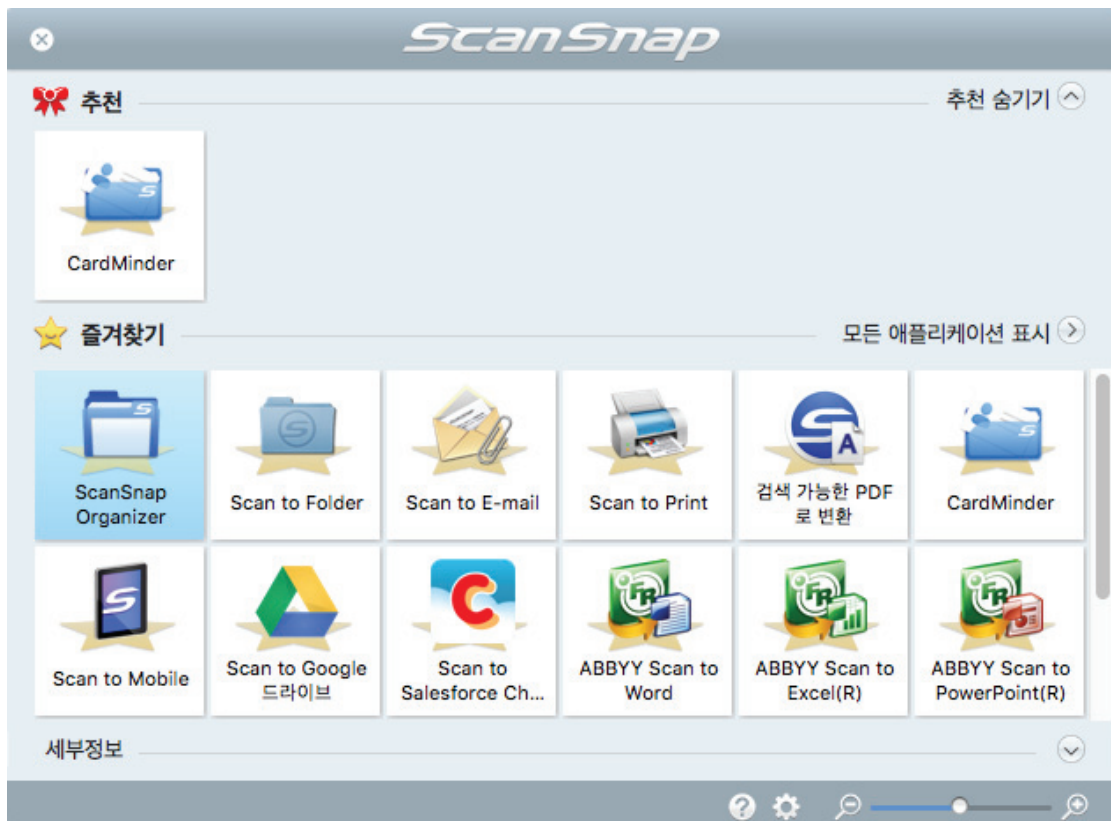 ScanSnap
추천
추천 숨기기
CardMinder
즐겨찾기
모든 애플리케이션 표시
ScanSnap
Organizer
Scan to Folder
Scan to E-mail
Scan to Print
검색 가능한 PDF
로 변환
CardMinder
Scan to Mobile
Scan to Google
드라이브
Scan to
Salesforce Ch...
ABBYY Scan to
Word
ABBYY Scan to
Excel(R)
ABBYY Scan to
PowerPoint(R)
세부정보